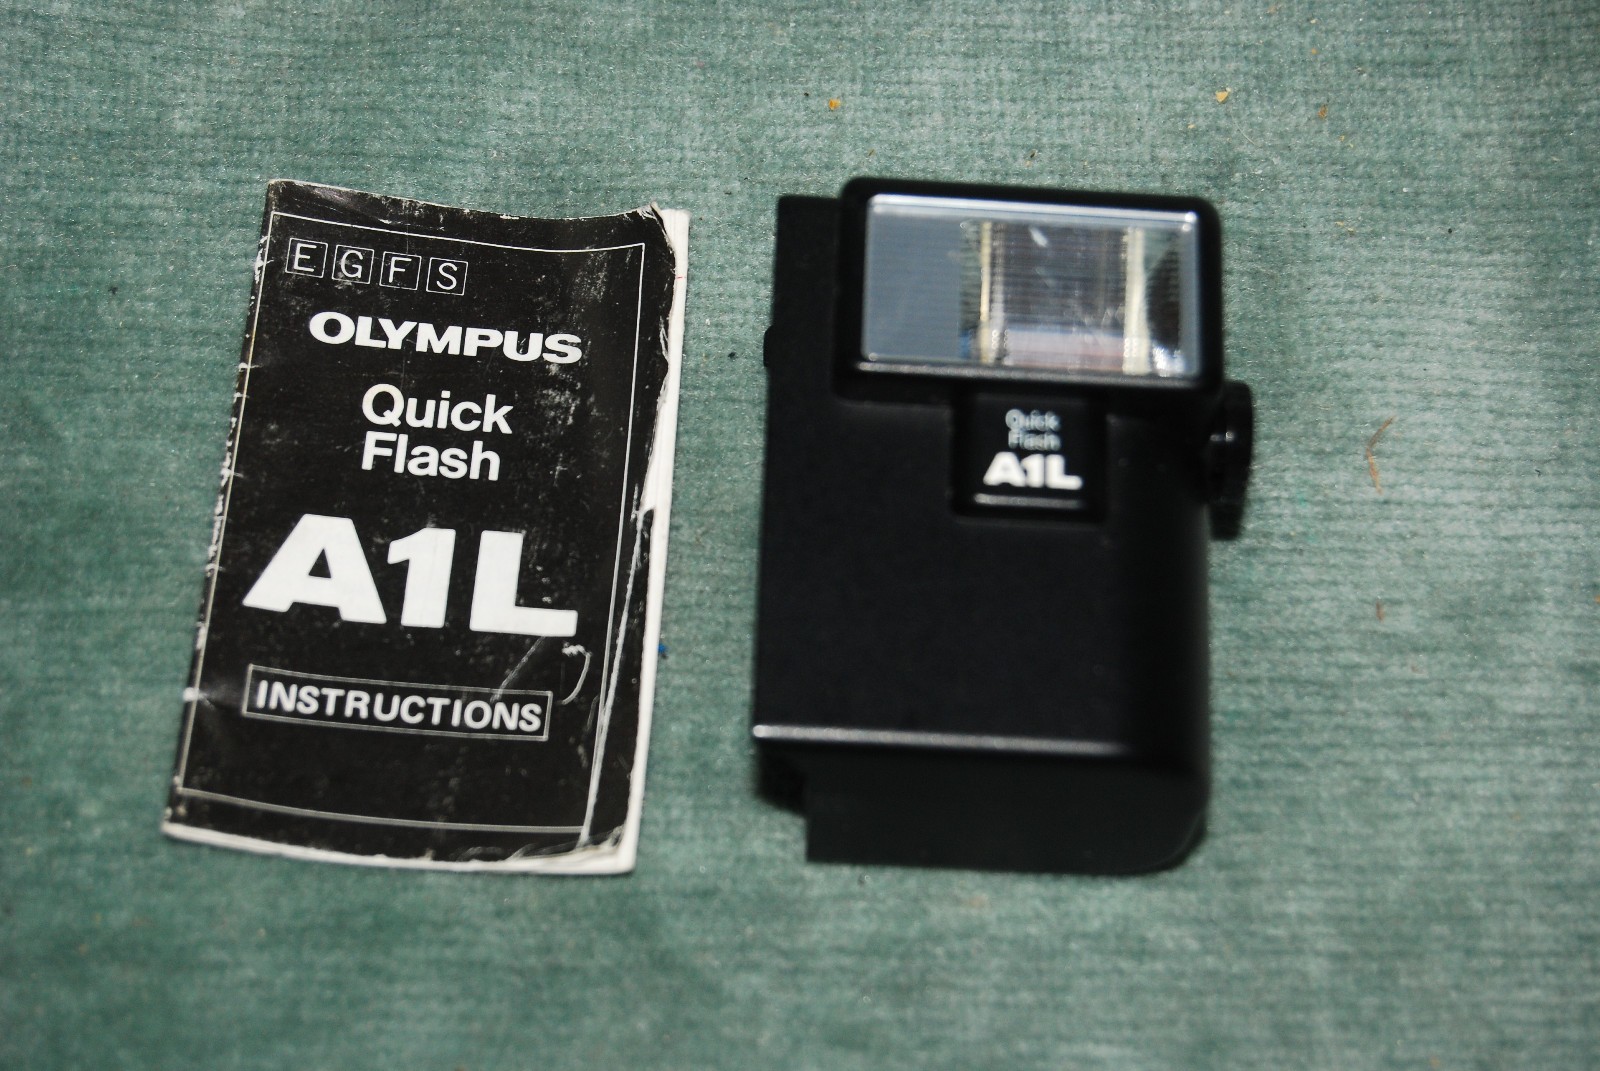 E G F S
OLYMPUS
Quick
Flash
A1L
INSTRUCTIONS
Quick
Flash
A1L